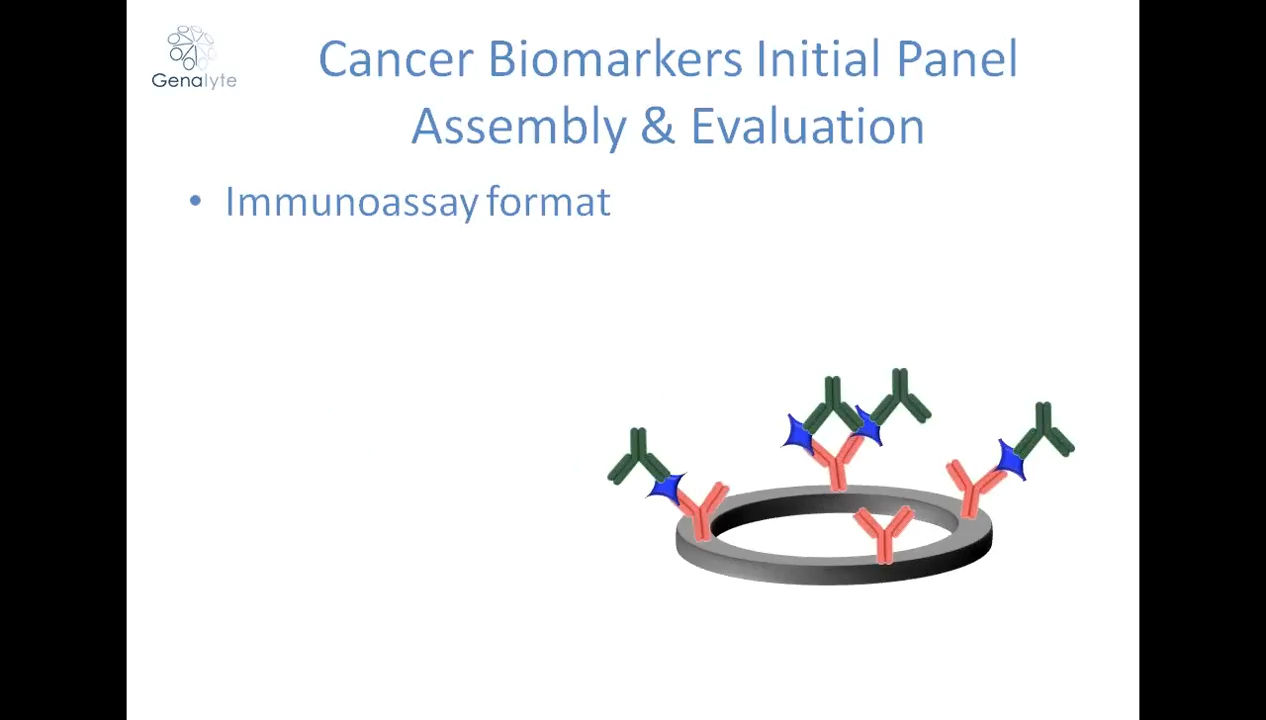 Genalyte
Cancer Biomarkers Initial Panel
Assembly & Evaluation
• Immunoassay format